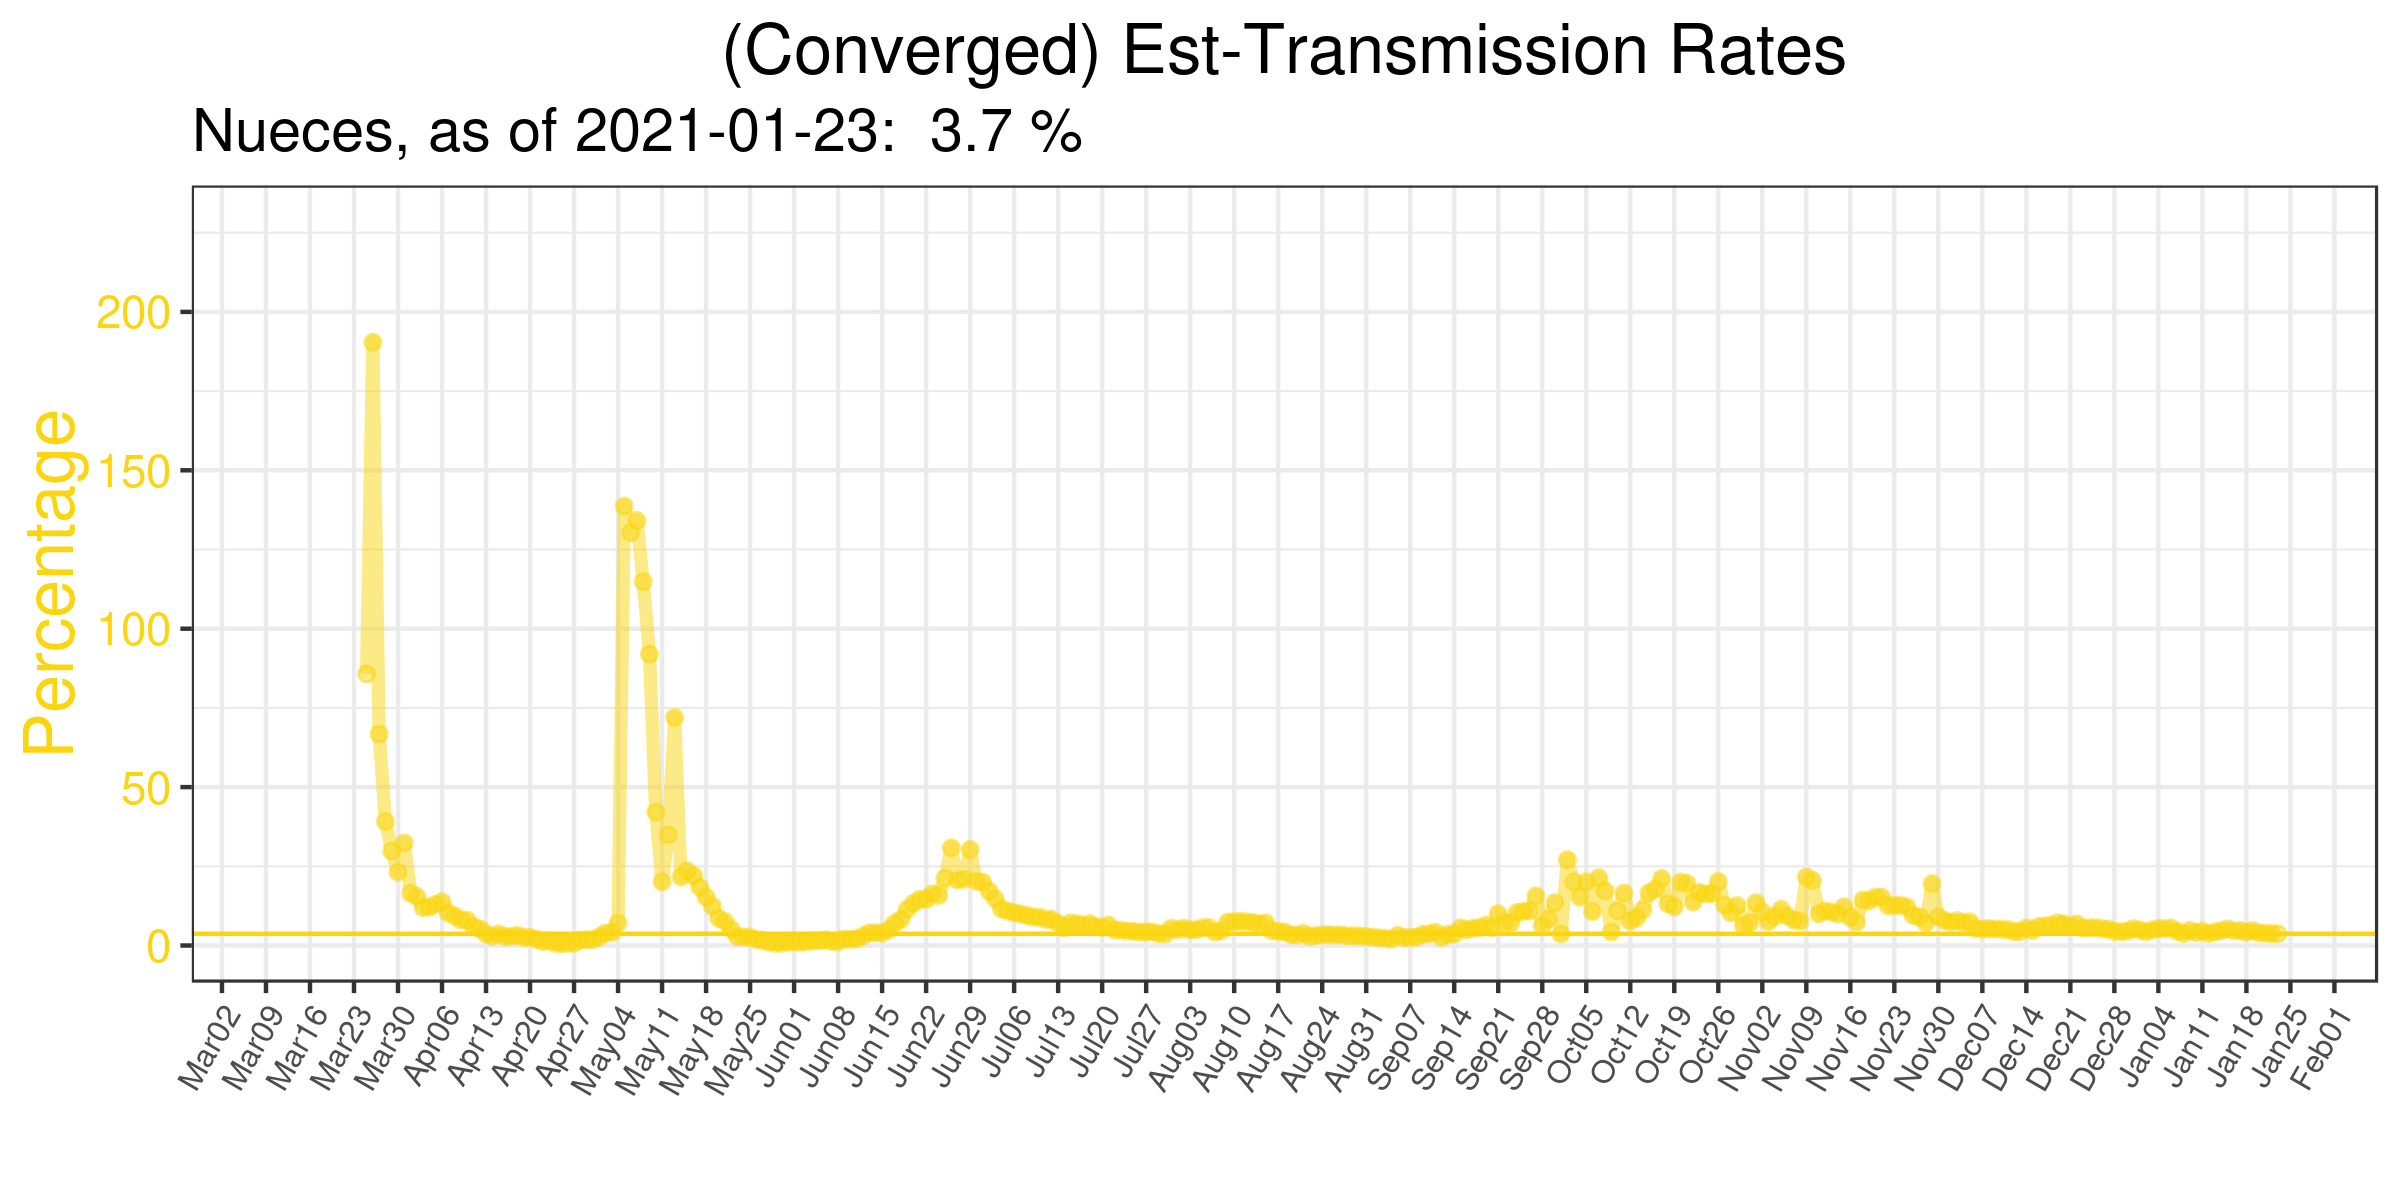 (Converged) Est-Transmission Rates
Nueces, as of 2021-01-23:  3.7 %
Percentage
200
150
100
50
0
Mar02 Mar09 Mar16 Mar23 Mar30 Apr06 Apr13 Apr20 Apr27 May04 May11 May18 May25 Jun01 Jun08 Jun15 Jun22 Jun29 Jul06 Jul13 Jul20 Jul27 Aug03 Aug10 Aug17 Aug24 Aug31 Sep07 Sep14 Sep21 Sep28 Oct05 Oct12 Oct19 Oct26 Nov02 Nov09 Nov16 Nov23 Nov30 Dec07 Dec14 Dec21 Dec28 Jan04 Jan11 Jan18 Jan25 Feb01